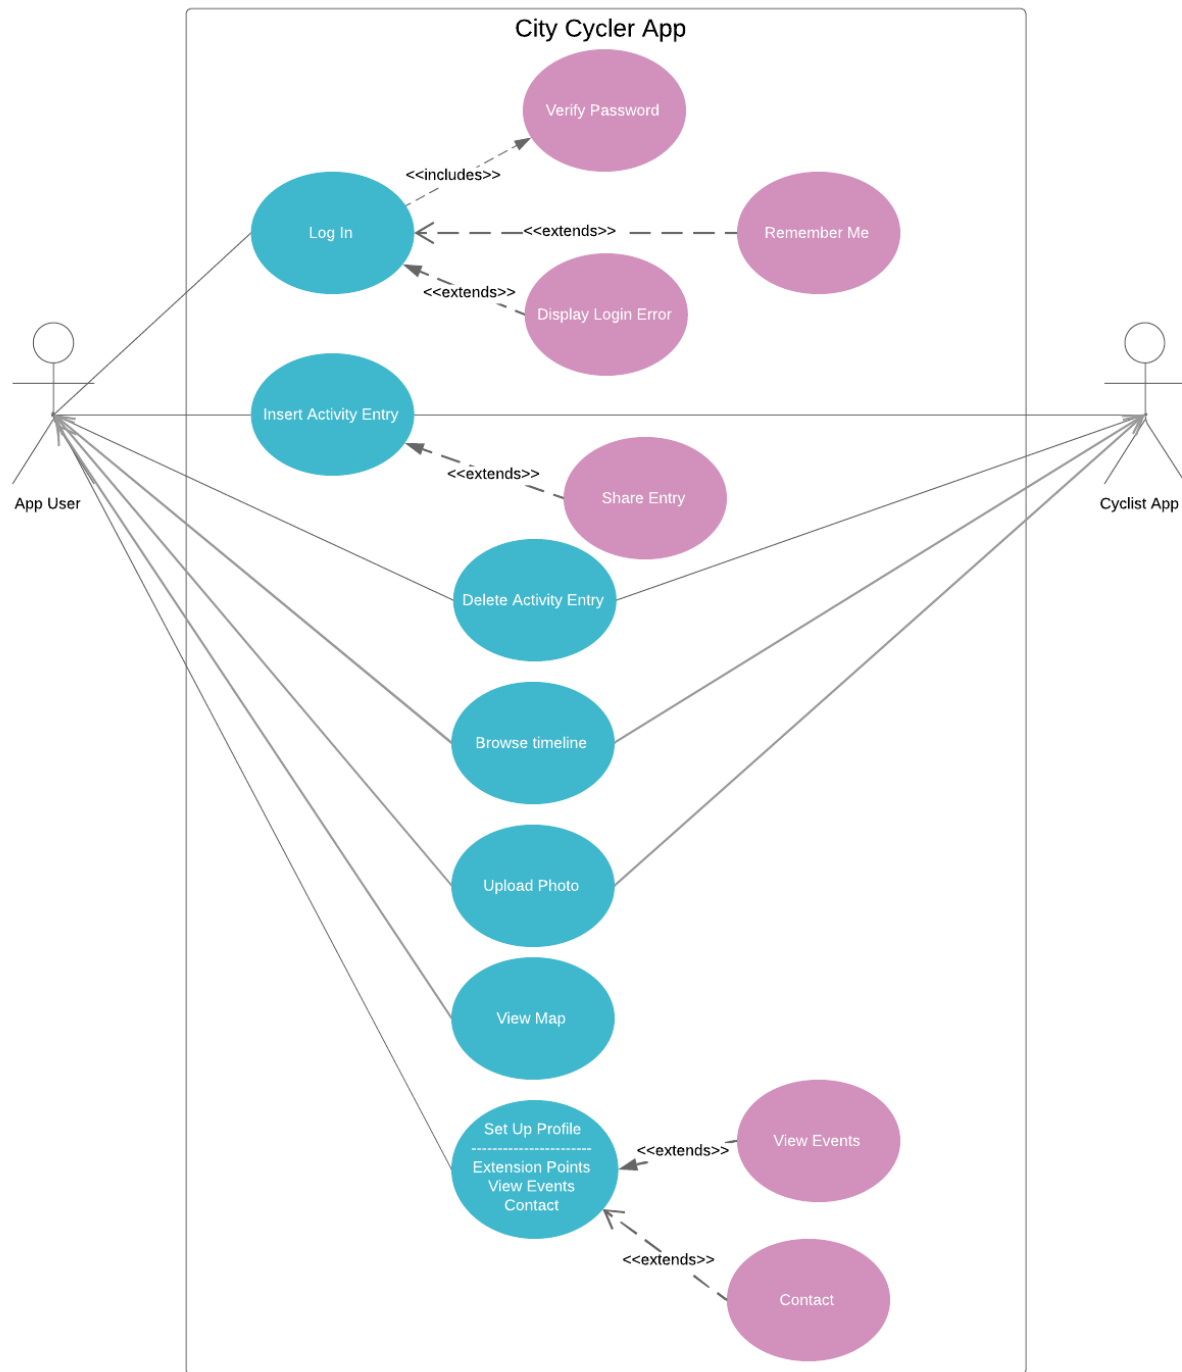 City Cycler App
Verify Password
<<includes>>
Log In
<<extends>>
Remember Me
<<extends>>
Display Login Error
Insert Activity Entry
<<extends>>
Share Entry
App User
Cyclist App
Delete Activity Entry
Browse timeline
Upload Photo
View Map
Set Up Profile
------------------------
Extension Points
View Events
Contact
<<extends>>
View Events
<<extends>>
Contact